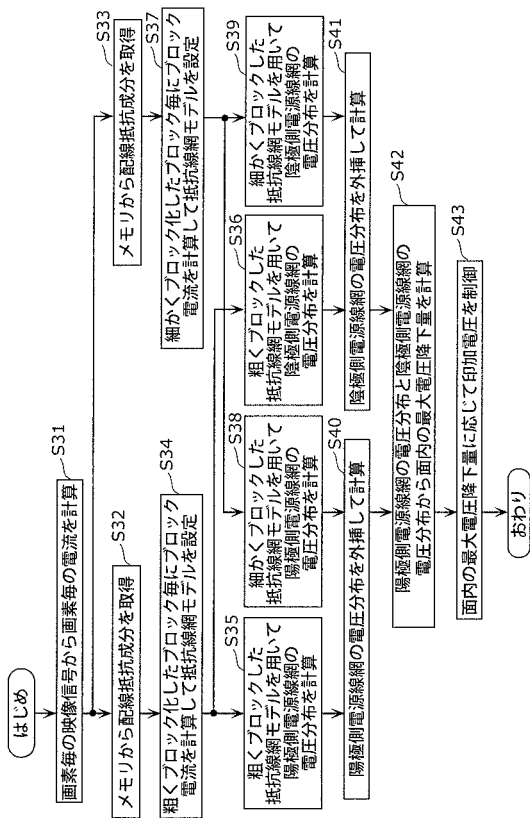 はじめ
S31
画素毎の映像信号から画素毎の電流を計算
S32
メモリから配線抵抗成分を取得
S33
メモリから配線抵抗成分を取得
S34
粗くブロック化したブロック毎にブロック
電流を計算して抵抗線網モデルを設定
S37
細かくブロック化したブロック毎にブロック
電流を計算して抵抗線網モデルを設定
S35
粗くブロックした
抵抗線網モデルを用いて
陽極側電源線網の
電圧分布を計算
S38
細かくブロックした
抵抗線網モデルを用いて
陽極側電源線網の
電圧分布を計算
S36
粗くブロックした
抵抗線網モデルを用いて
陰極側電源線網の
電圧分布を計算
S39
細かくブロックした
抵抗線網モデルを用いて
陰極側電源線網の
電圧分布を計算
S40
陽極側電源線網の電圧分布を外挿して計算
S41
陰極側電源線網の電圧分布を外挿して計算
S42
陽極側電源線網の電圧分布と陰極側電源線網の
電圧分布から面内の最大電圧降下量を計算
S43
面内の最大電圧降下量に応じて印加電圧を制御
おわり